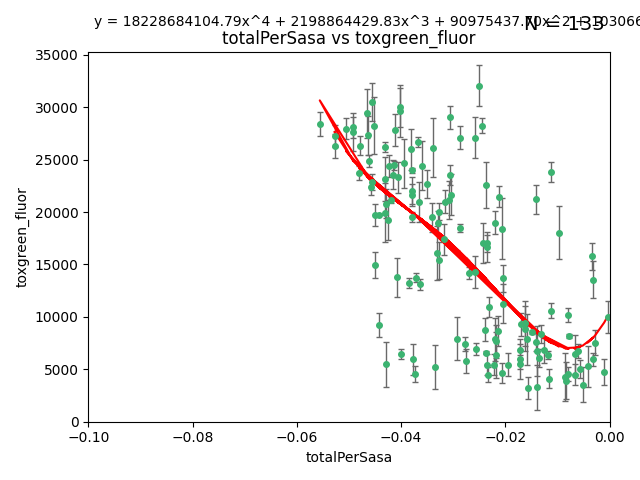 y = 18228684104.79x^4 + 2198864429.83x^3 + 90975437.
N = 133
totalPerSasa vs toxgreen_fluor
35000
30000
25000
20000
15000
10000
5000
0
toxgreen_fluor
−0.10 −0.08 −0.06 −0.04 −0.02 0.00
totalPerSasa